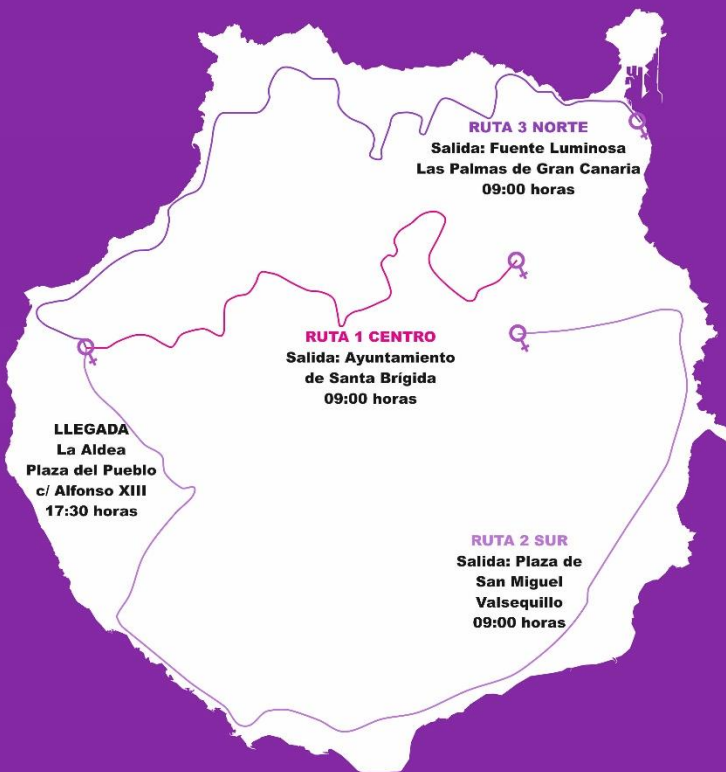 RUTA 3 NORTE
Salida: Fuente Luminosa
Las Palmas de Gran Canaria
09:00 horas
RUTA 1 CENTRO
Salida: Ayuntamiento
de Santa Brígida
09:00 horas
LLEGADA
La Aldea
Plaza del Pueblo
c/ Alfonso XIII
17:30 horas
RUTA 2 SUR
Salida: Plaza de
San Miguel
Valsequillo
09:00 horas